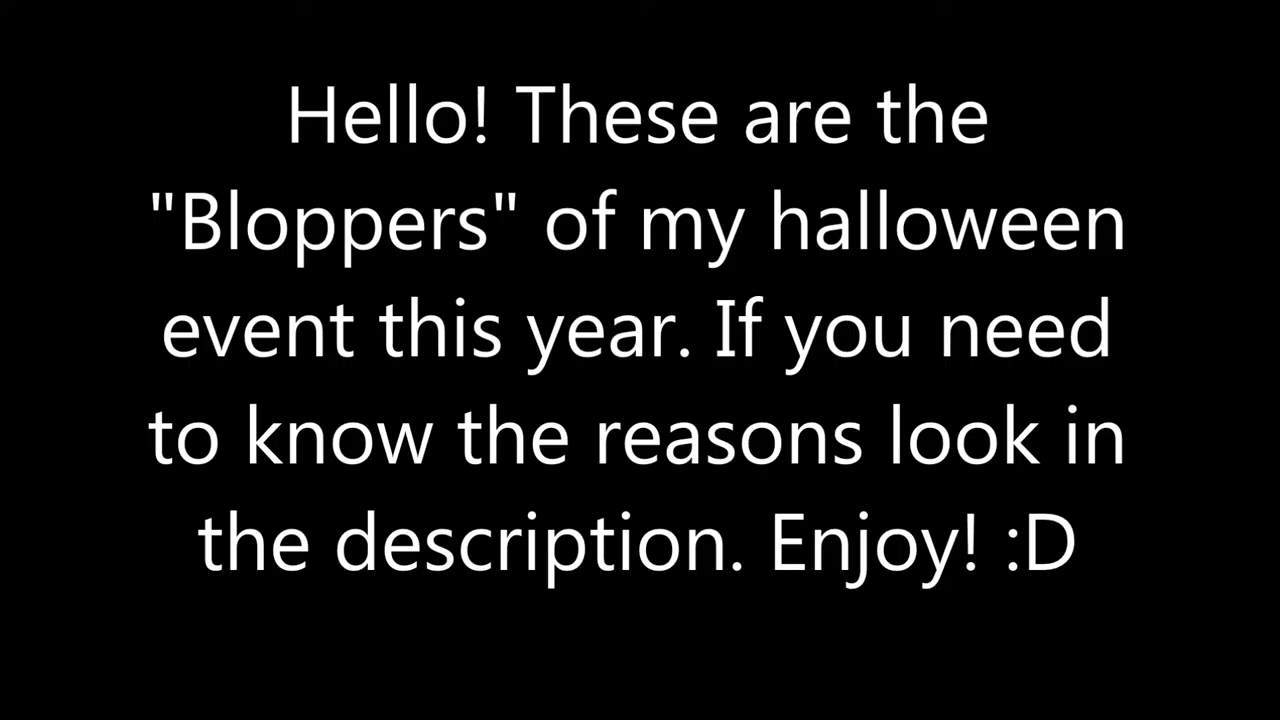 Hello! These are the
"Bloppers" of my halloween
event this year. If you need
to know the reasons look in
the description. Enjoy! :D